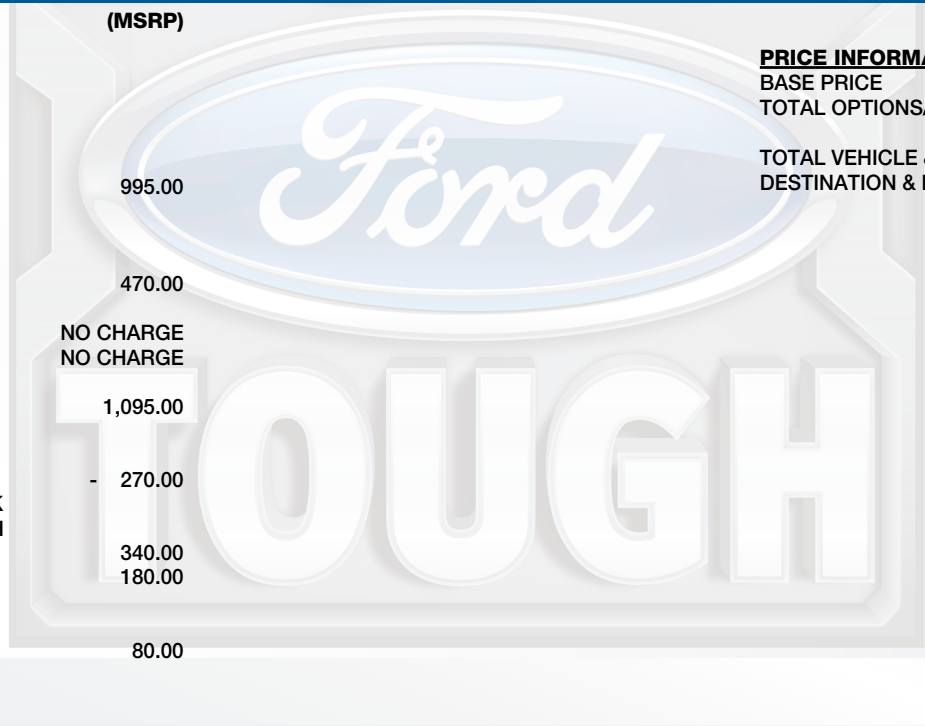 (MSRP)
995.00
470.00
NO CHARGE
NO CHARGE
1,095.00
- 270.00
340.00
180.00
80.00
PRICE INFORMA
BASE PRICE
TOTAL OPTIONS
TOTAL VEHICLE &
DESTINATION &
Ford
TOUGH